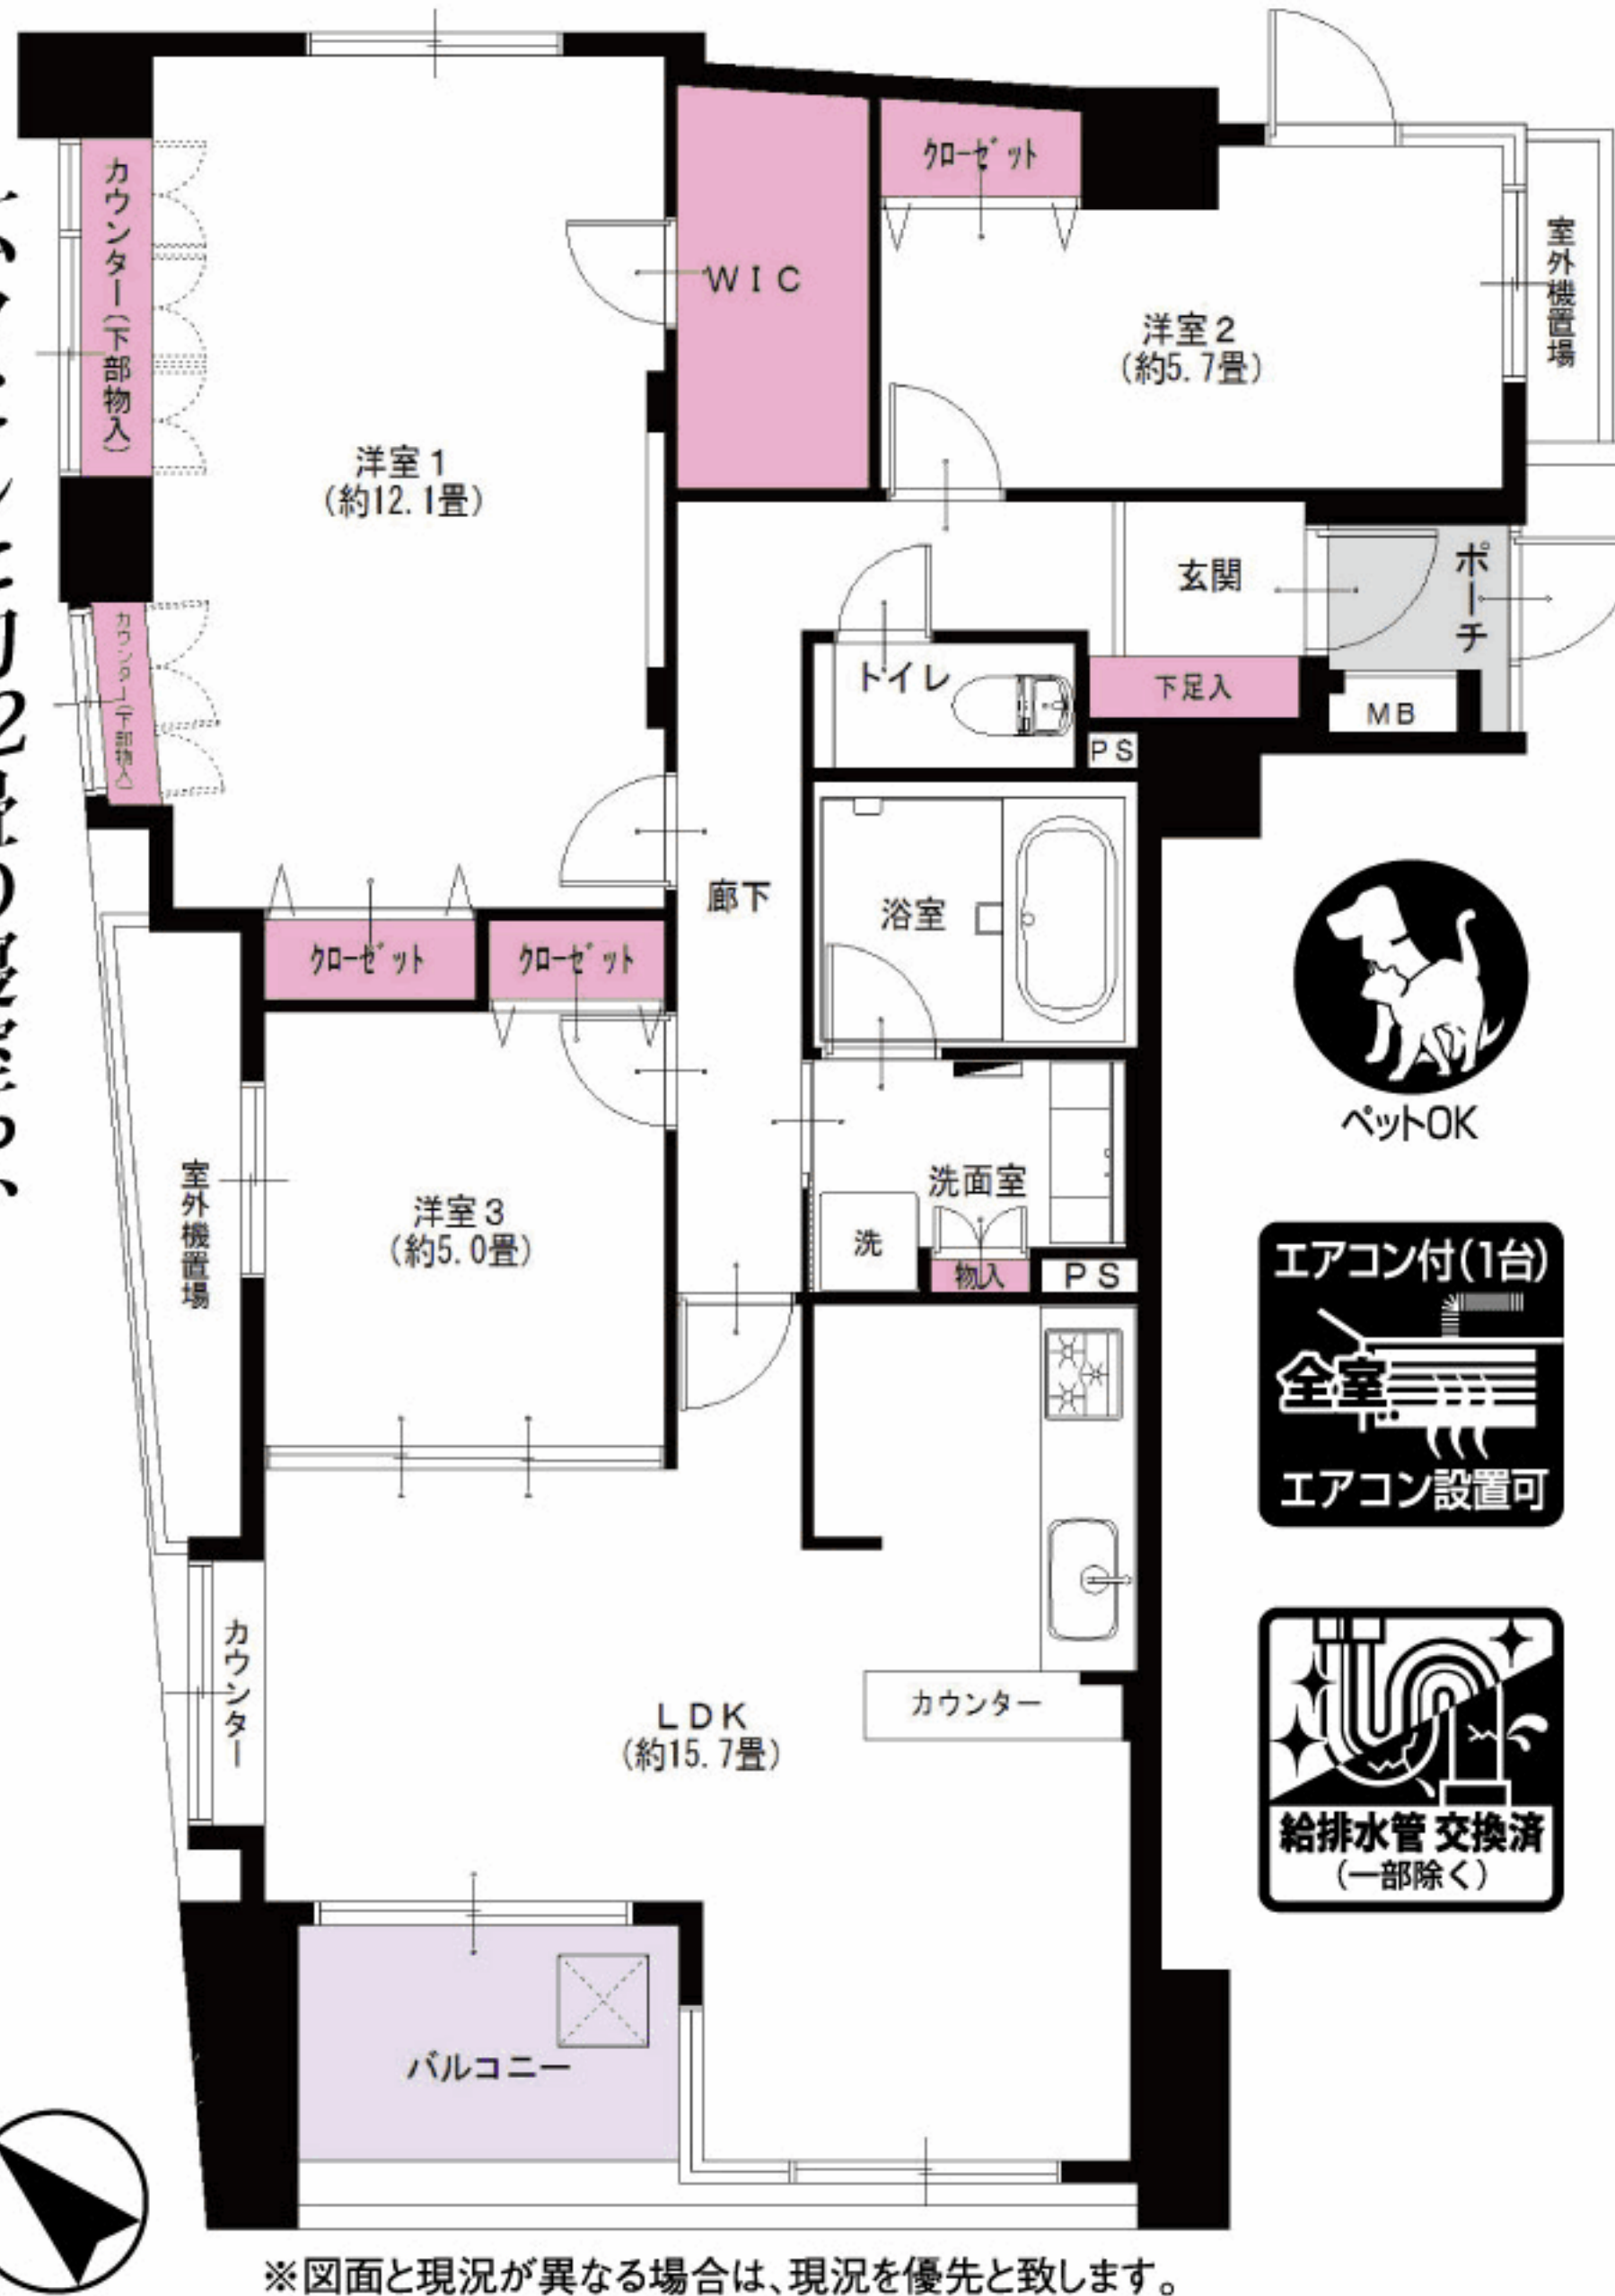 クローゼット
カウンター(下部物入)
WIC
室外機置場
洋室2
(約5.7畳)
洋室1
(約12.1畳)
玄関
ポーチ
カウンター(下部物入)
トイレ
下足入
MB
PS
廊下
浴室
クローゼット
クローゼット
ペットOK
室外機置場
洗面室
洋室3
(約5.0畳)
洗
物入
PS
エアコン付(1台)
全室
エアコン設置可
カウンター
カウンター
LDK
(約15.7畳)
給排水管 交換済
(一部除く)
バルコニー
※図面と現況が異なる場合は、現況を優先と致します。